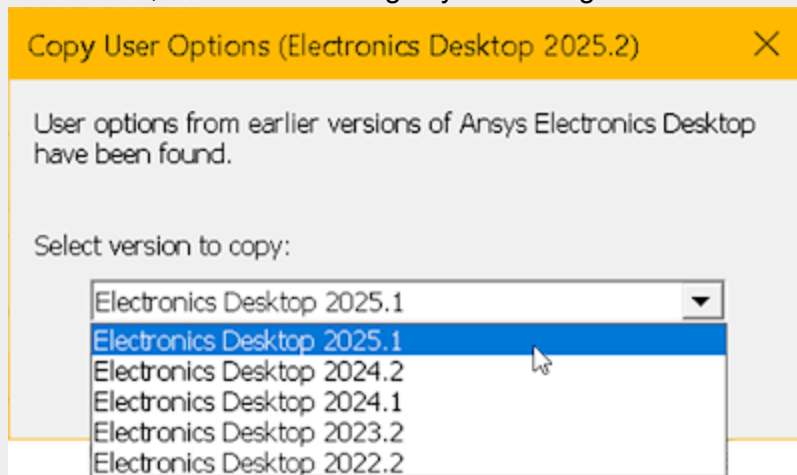 Copy User Options (Electronics Desktop 2025.2)
User options from earlier versions of Ansys Electronics Desktop
have been found.
Select version to copy:
Electronics Desktop 2025.1
Electronics Desktop 2025.1
Electronics Desktop 2024.2
Electronics Desktop 2024.1
Electronics Desktop 2023.2
Electronics Desktop 2022.2